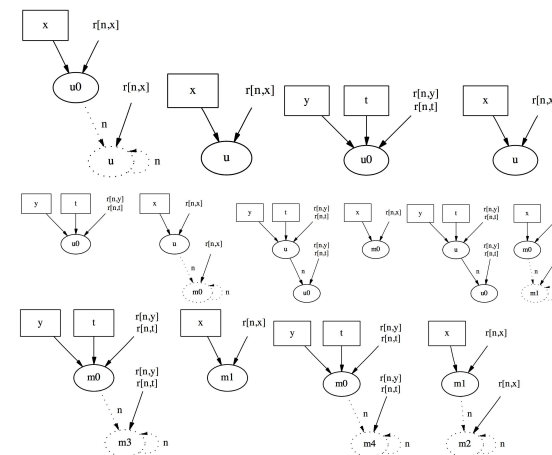 x
r[n,x]
u0
n
r[n,x]
u
n
x
r[n,x]
u
y
t
r[n,y]
r[n,t]
u0
x
u
y
t
r[n,y]
r[n,t]
u0
x
r[n,x]
u
n
r[n,x]
m0
n
y
t
r[n,y]
r[n,t]
u
n
r[n,y]
r[n,t]
u0
x
r[n,x]
m0
y
t
r[n,y]
r[n,t]
u
n
r[n,y]
r[n,t]
u0
x
m0
n
m1
y
t
r[n,y]
r[n,t]
m0
n
r[n,y]
r[n,t]
m3
n
x
r[n,x]
m1
y
t
r[n,y]
r[n,t]
m0
n
r[n,y]
r[n,t]
m4
n
x
r[n,x]
m1
n
r[n,x]
m2
n